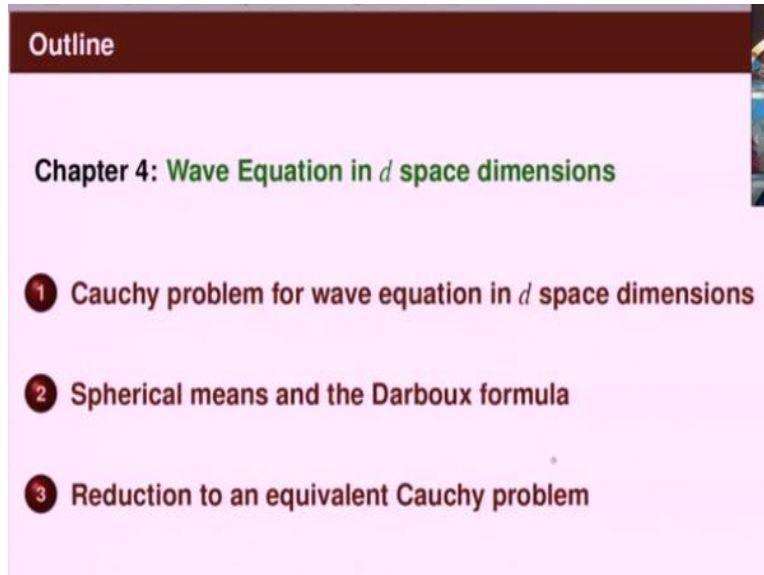 Outline
Chapter 4: Wave Equation in d space dimensions
1 Cauchy problem for wave equation in d space dimensions
2 Spherical means and the Darboux formula
3 Reduction to an equivalent Cauchy problem